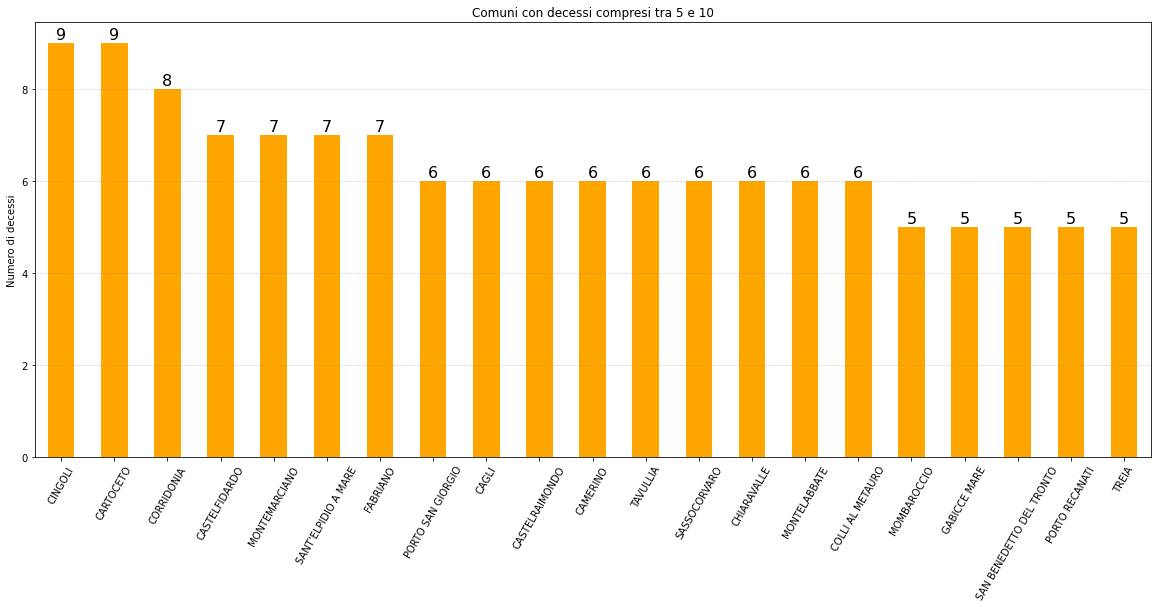 Comuni con decessi compresi tra 5 e 10
Numero di decessi
8
6
4
2
0
9
9
8
7
7
7
7
6
6
6
6
6
6
6
6
6
5
5
5
5
5
CINGOLI
CARTOCETO
CORRIDONIA
CASTELFIDARDO
MONTEMARCIANO
SANT'ELPIDIO A MARE
FABRIANO
PORTO SAN GIORGIO
CAGLI
CASTELRAIMONDO
CAMERINO
TAVULLIA
SASSOCORVARO
CHIARAVALLE
MONTELABBATE
COLLI AL METAURO
MOMBAROCCIO
GABICCE MARE
SAN BENEDETTO DEL TRONTO
PORTO RECANATI
TREIA